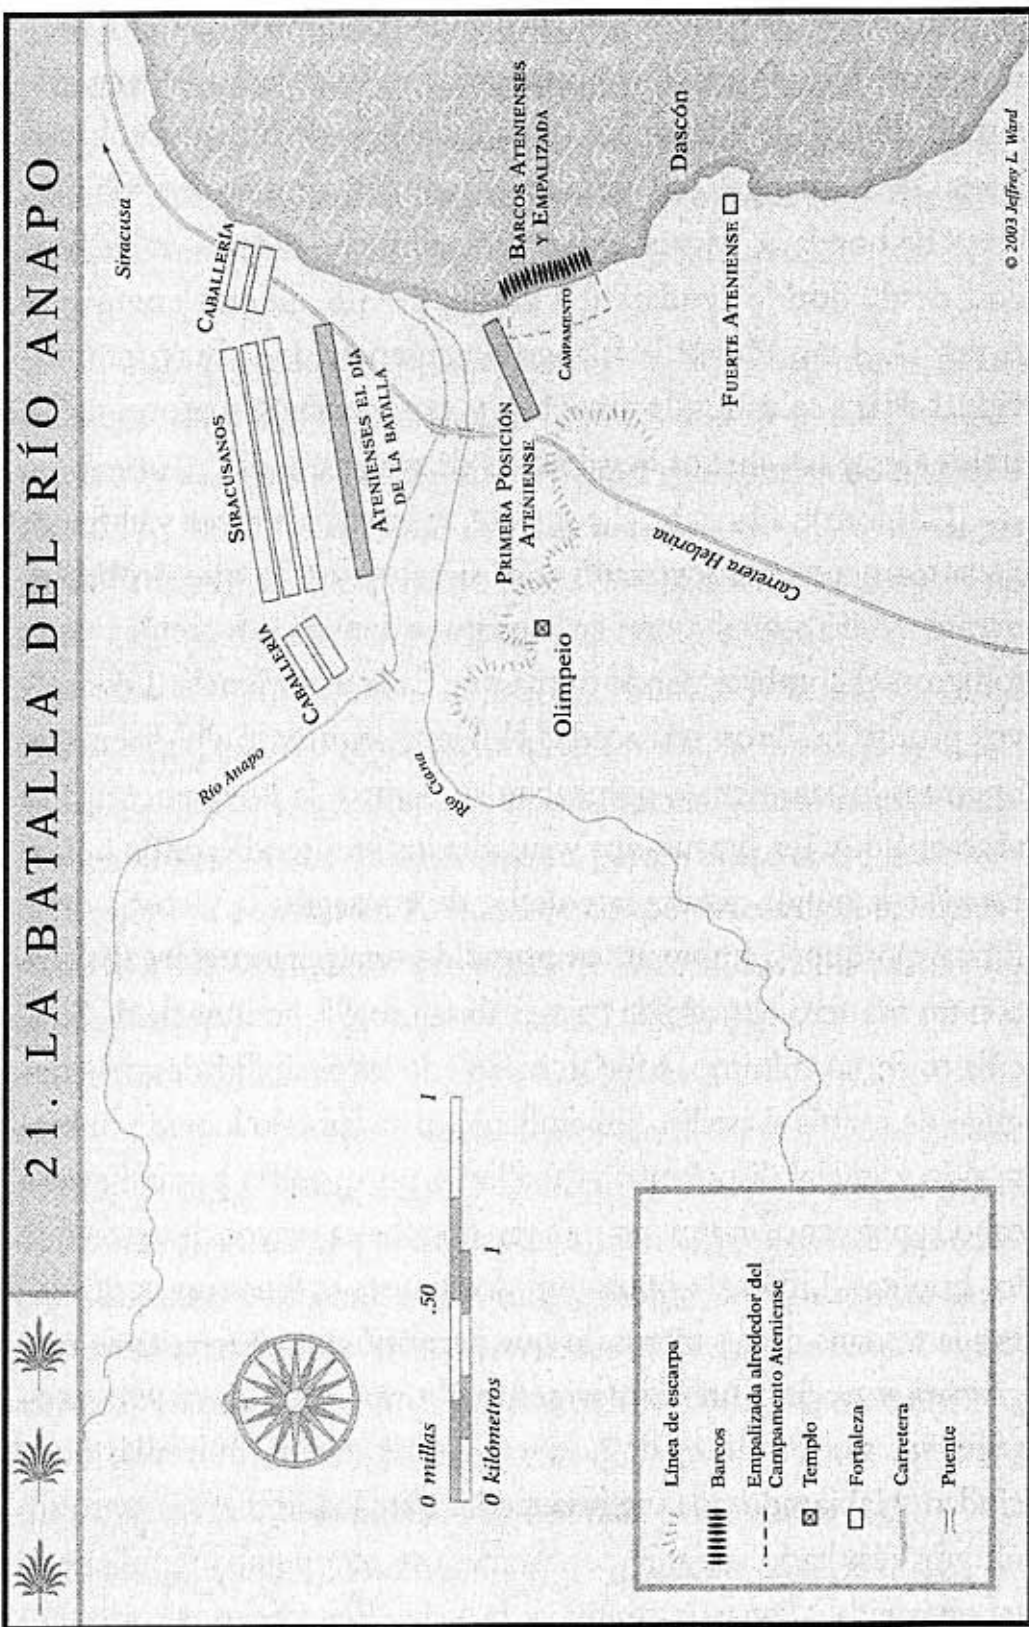 21. LA BATALLA DEL RÍO ANAPO
Siracusa
CABALLERÍA
SIRACUSANOS
ATENIENSES EL DÍA
DE LA BATALLA
CABALLERÍA
Río Anapo
BARCOS ATENIENSES
Y EMPALIZADA
CAMPAMENTO
PRIMERA POSICIÓN
ATENIENSE
Dascón
FUERTE ATENIENSE
Olimpeio
Carretera Helorina
Río Ciana
0 millas .50 1
0 kilómetros 1
Línea de escarpa
Barcos
Empalizada alrededor del
Campamento Ateniense
Templo
Fortaleza
Carretera
Puente
© 2003 Jeffrey L. Ward